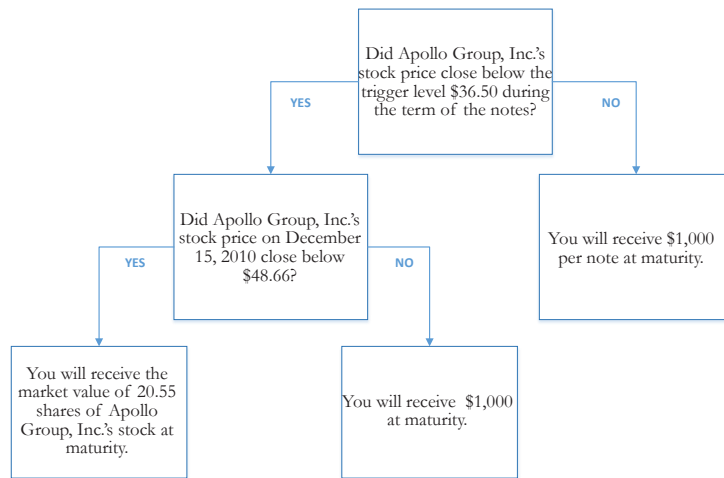 Did Apollo Group, Inc.'s
stock price close below the
trigger level $36.50 during
the term of the notes?
YES
NO
Did Apollo Group, Inc.'s
stock price on December
15, 2010 close below
$48.66?
You will receive $1,000
per note at maturity.
YES
NO
You will receive the
market value of 20.55
shares of Apollo
Group, Inc.'s stock at
maturity.
You will receive $1,000
at maturity.